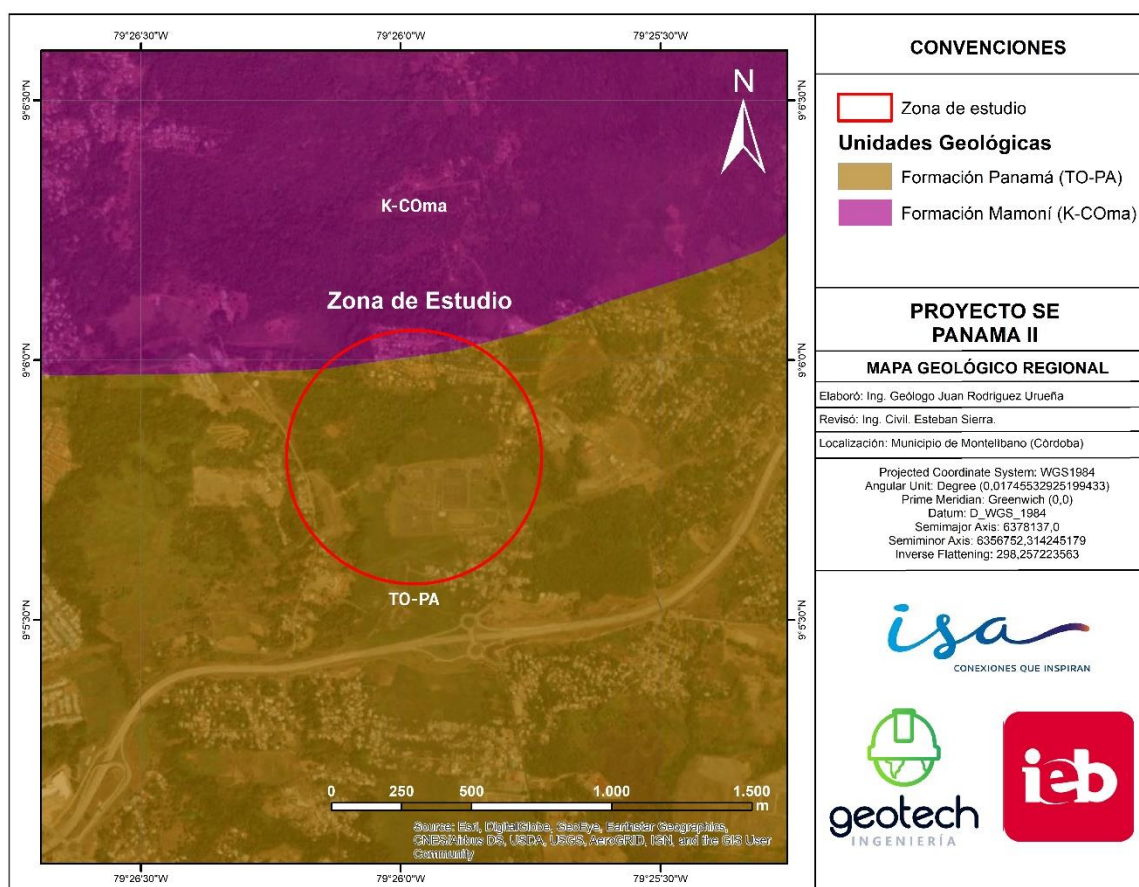 79°26'30"W
79°26'0"W
79°25'30"W
9°6'30"N
9°6'30"N
N
K-COma
Zona de Estudio
9°6'0"N
9°6'0"N
TO-PA
9°5'30"N
9°5'30"N
0 250 500 1.000 1.500
m
Source: Esri, DigitalGlobe, GeoEye, Earthstar Geographics,
CNES/Airbus DS, USDA, USGS, AeroGRID, IGN, and the GIS User
Community
79°26'30"W
79°26'0"W
79°25'30"W
CONVENCIONES
Zona de estudio
Unidades Geológicas
Formación Panamá (TO-PA)
Formación Mamoní (K-COma)
PROYECTO SE
PANAMA II
MAPA GEOLÓGICO REGIONAL
Elaboró: Ing. Geólogo Juan Rodriguez Urueña
Revisó: Ing. Civil. Esteban Sierra.
Localización: Municipio de Montelibano (Córdoba)
Projected Coordinate System: WGS1984
Angular Unit: Degree (0,01745532925199433)
Prime Meridian: Greenwich (0,0)
Datum: D_WGS_1984
Semimajor Axis: 6378137,0
Semiminor Axis: 6356752,314245179
Inverse Flattening: 298,257223563
isa
CONEXIONES QUE INSPIRAN
geotech
INGENIERÍA
ieb